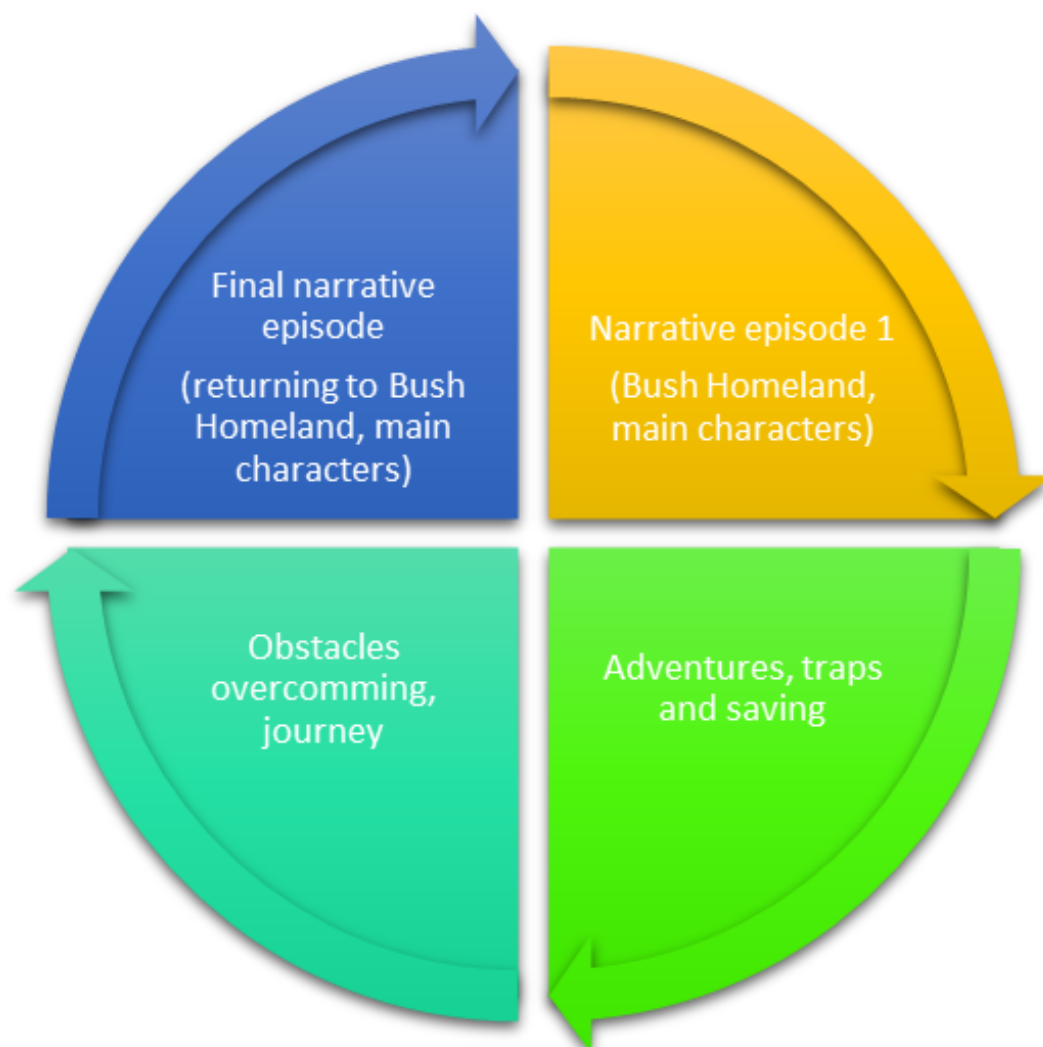 Final narrative
episode
(returning to Bush
Homeland, main
characters)
Narrative episode 1
(Bush Homeland,
main characters)
Obstacles
overcomming,
journey
Adventures, traps
and saving